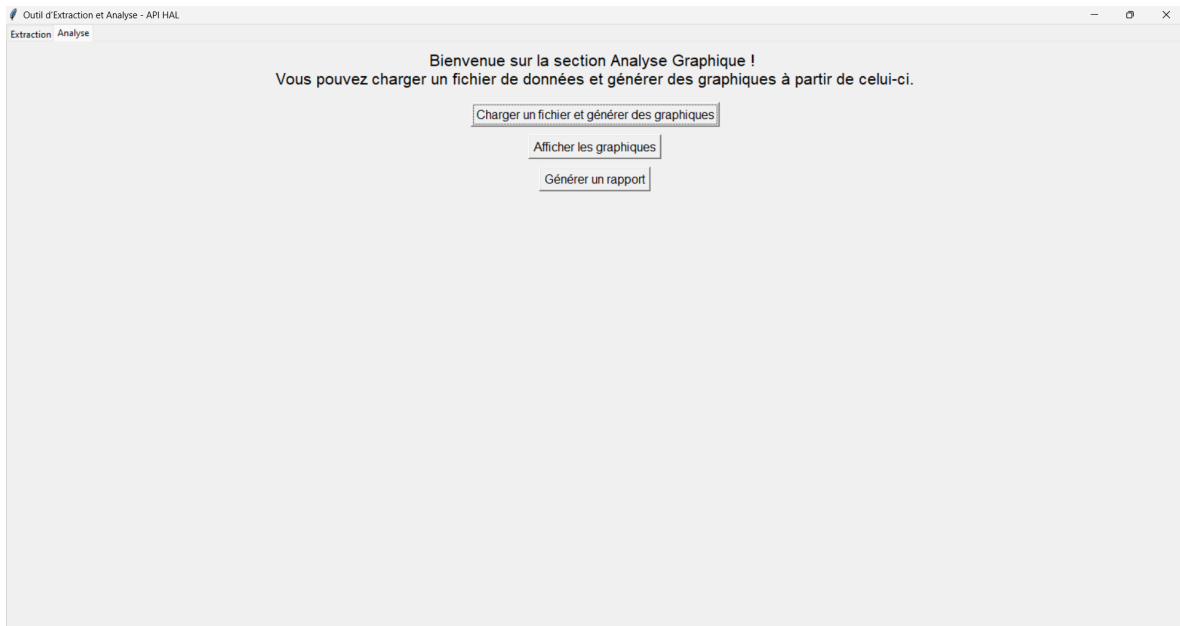 Outil d'Extraction et Analyse - API HAL
Extraction Analyse
Bienvenue sur la section Analyse Graphique !
Vous pouvez charger un fichier de données et générer des graphiques à partir de celui-ci.
Charger un fichier et générer des graphiques
Afficher les graphiques
Générer un rapport